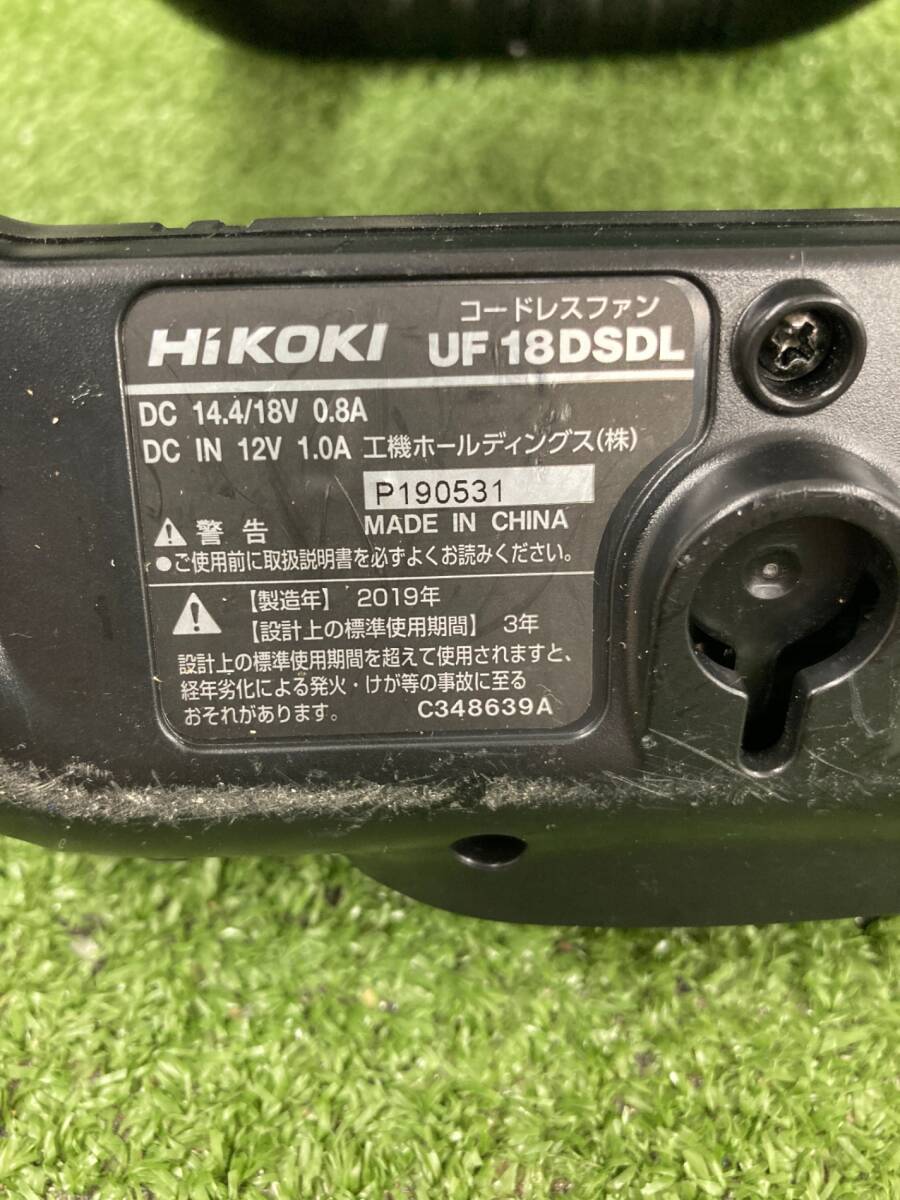 コードレスファン
HiKOKI UF 18DSDL
DC 14.4/18V 0.8A
DC IN 12V 1.0A 工機ホールディングス(株)
P190531
MADE IN CHINA
警告
●ご使用前に取扱説明書を必ずよくお読みください。
【製造年】 2019年
【設計上の標準使用期間】 3年
設計上の標準使用期間を超えて使用されますと、
経年劣化による発火・けが等の事故に至る
おそれがあります。 C348639A